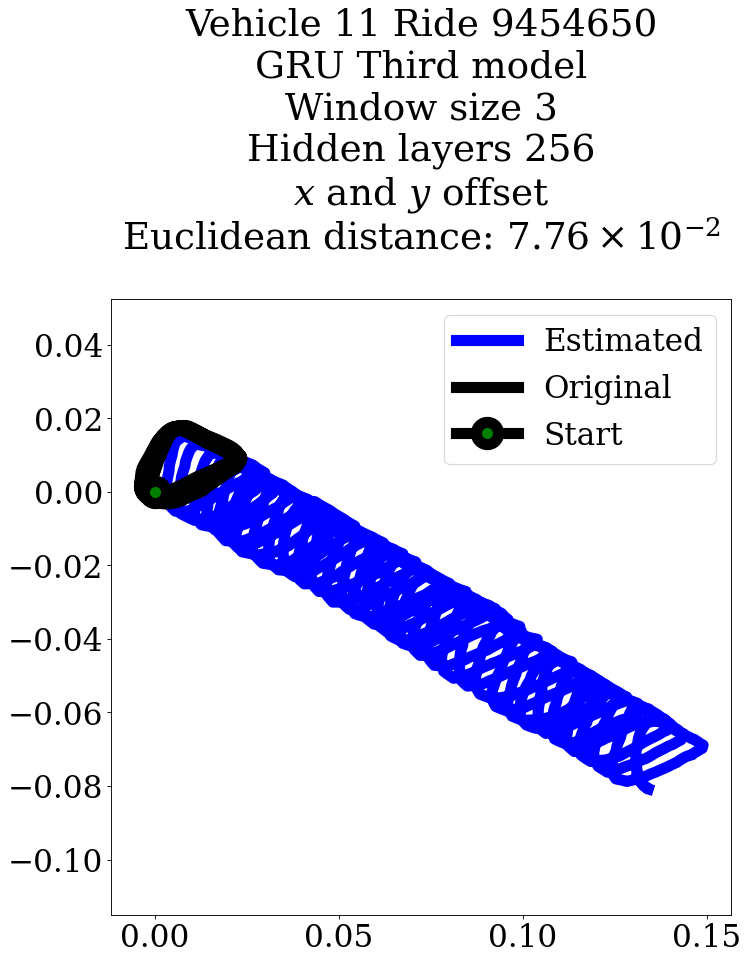 Vehicle 11 Ride 9454650
GRU Third model
Window size 3
Hidden layers 256
x and y offset
Euclidean distance: 7.76 × 10⁻²
Estimated
Original
Start
0.04
0.02
0.00
−0.02
−0.04
−0.06
−0.08
−0.10
0.00 0.05 0.10 0.15